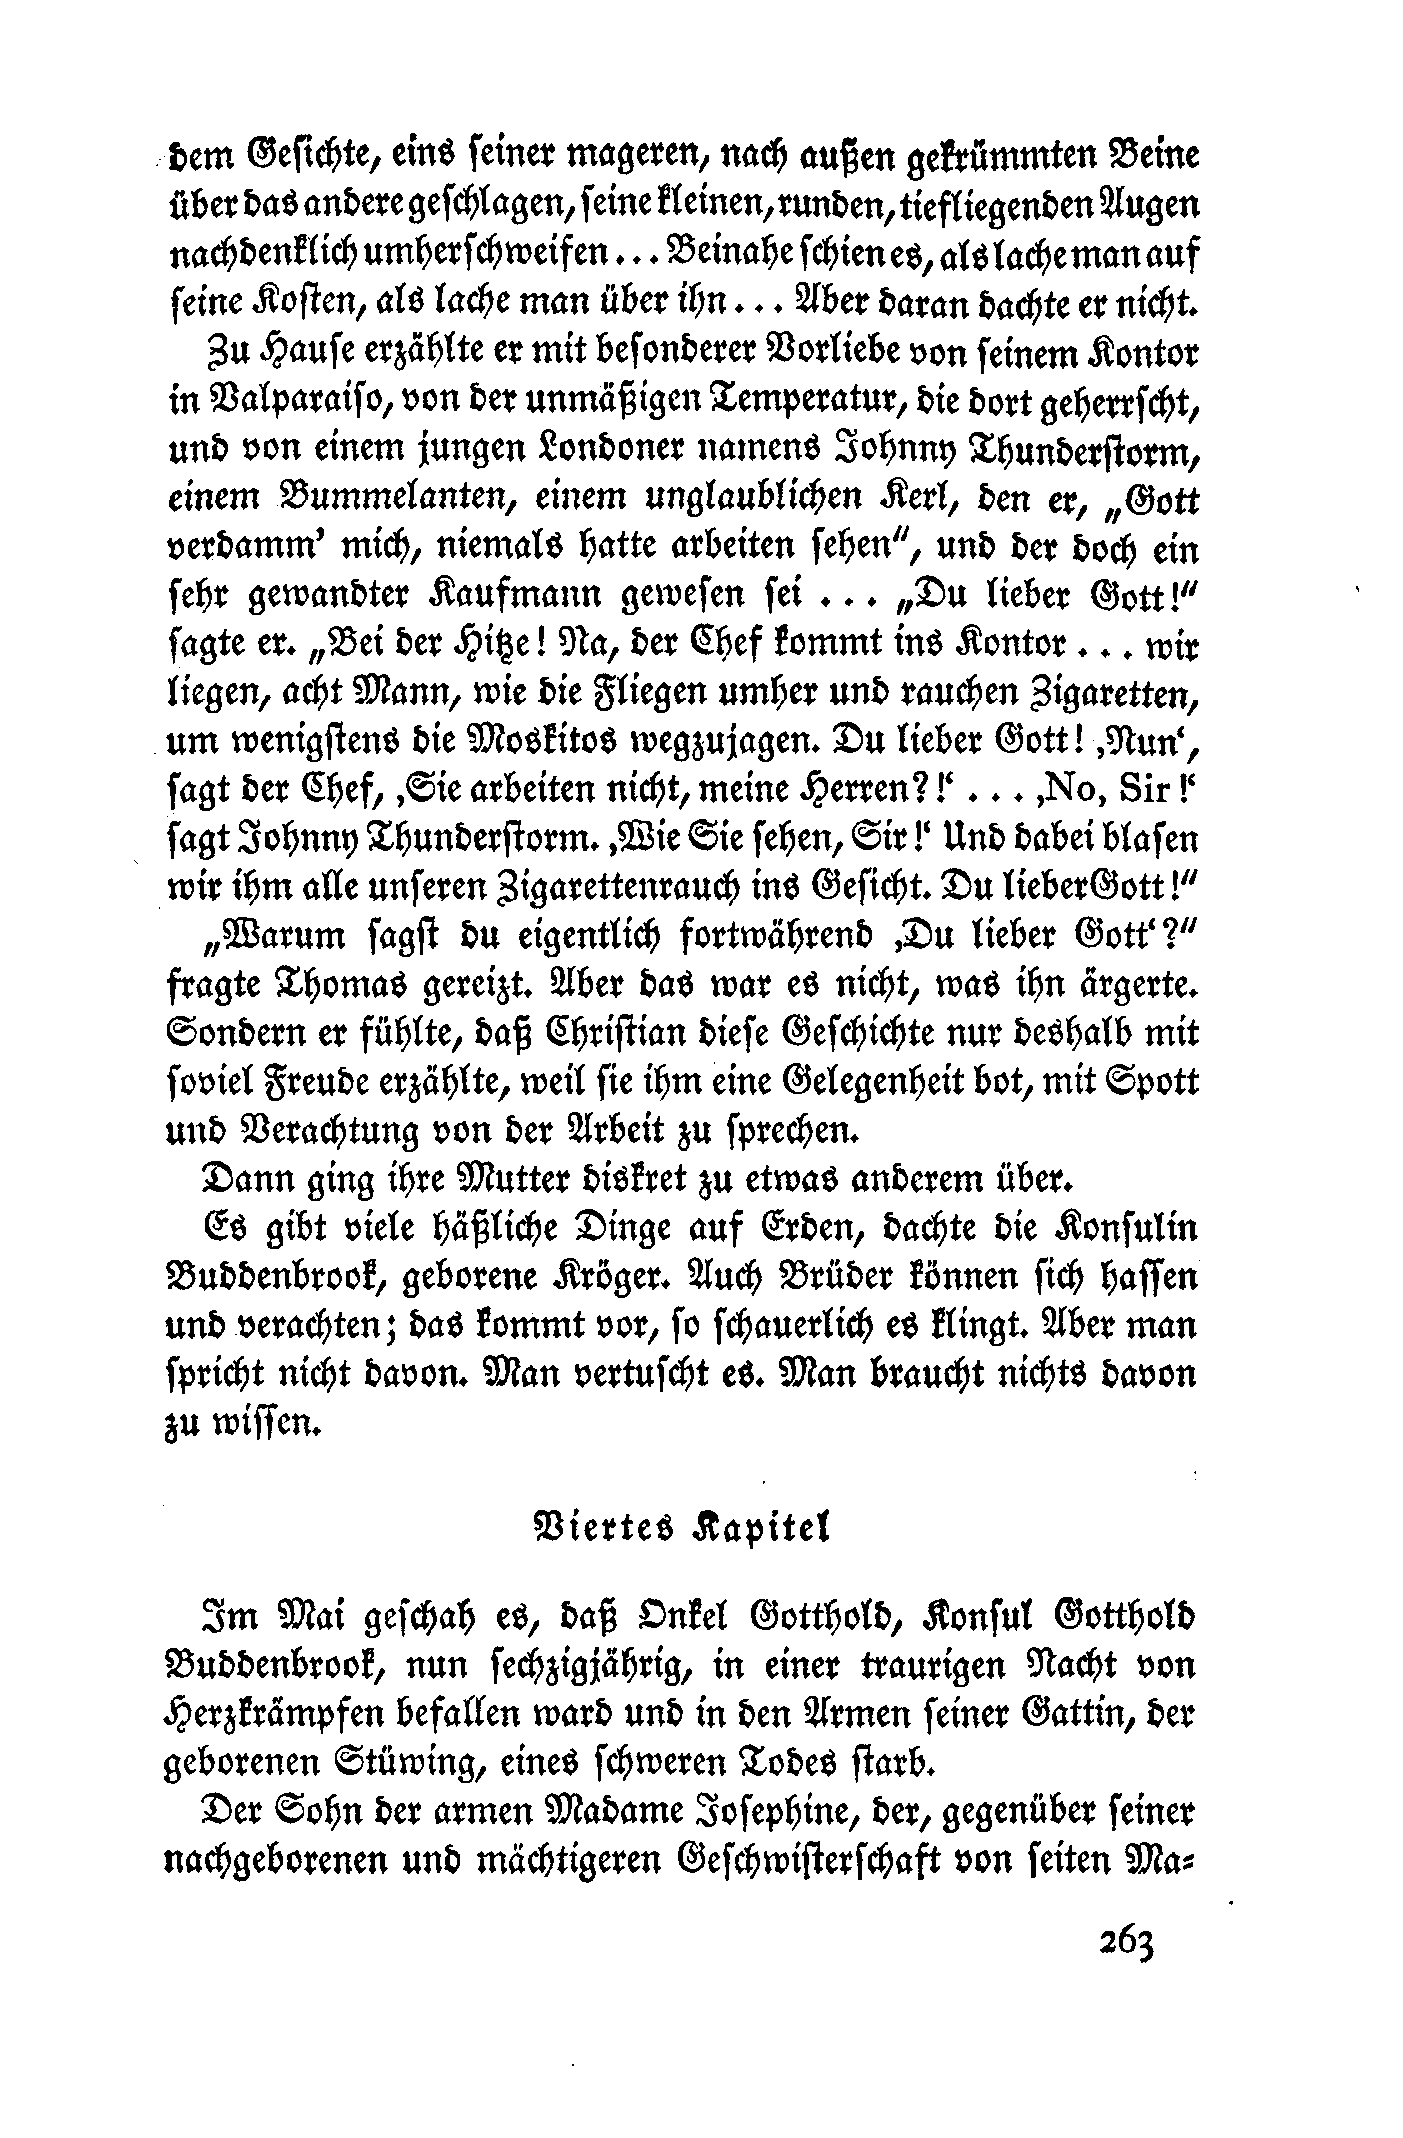 dem Gesichte, eins seiner mageren, nach außen gekrümmten Beine
über das andere geschlagen, seine kleinen, runden, tiefliegenden Augen
nachdenklich umherschweifen... Beinahe schien es, als lache man auf
seine Kosten, als lache man über ihn... Aber daran dachte er nicht.
Zu Hause erzählte er mit besonderer Vorliebe von seinem Kontor
in Valparaiso, von der unmäßigen Temperatur, die dort geherrscht,
und von einem jungen Londoner namens Johnny Thunderstorm,
einem Bummelanten, einem unglaublichen Kerl, den er, „Gott
verdamm’ mich, niemals hatte arbeiten sehen“, und der doch ein
sehr gewandter Kaufmann gewesen sei ... „Du lieber Gott!“
sagte er. „Bei der Hitze! Na, der Chef kommt ins Kontor ... wir
liegen, acht Mann, wie die Fliegen umher und rauchen Zigaretten,
um wenigstens die Moskitos wegzujagen. Du lieber Gott! ‚Nun‘,
sagt der Chef, ‚Sie arbeiten nicht, meine Herren?!‘ ... ‚No, Sir!‘
sagt Johnny Thunderstorm. ‚Wie Sie sehen, Sir!‘ Und dabei blasen
wir ihm alle unseren Zigarettenrauch ins Gesicht. Du lieber Gott!“
„Warum sagst du eigentlich fortwährend ‚Du lieber Gott‘?“
fragte Thomas gereizt. Aber das war es nicht, was ihn ärgerte.
Sondern er fühlte, daß Christian diese Geschichte nur deshalb mit
soviel Freude erzählte, weil sie ihm eine Gelegenheit bot, mit Spott
und Verachtung von der Arbeit zu sprechen.
Dann ging ihre Mutter diskret zu etwas anderem über.
Es gibt viele häßliche Dinge auf Erden, dachte die Konsulin
Buddenbrook, geborene Kröger. Auch Brüder können sich hassen
und verachten; das kommt vor, so schauerlich es klingt. Aber man
spricht nicht davon. Man vertuscht es. Man braucht nichts davon
zu wissen.
Viertes Kapitel
Im Mai geschah es, daß Onkel Gotthold, Konsul Gotthold
Buddenbrook, nun sechzigjährig, in einer traurigen Nacht von
Herzkrämpfen befallen ward und in den Armen seiner Gattin, der
geborenen Stüwing, eines schweren Todes starb.
Der Sohn der armen Madame Josephine, der, gegenüber seiner
nachgeborenen und mächtigeren Geschwisterschaft von seiten Ma-
263